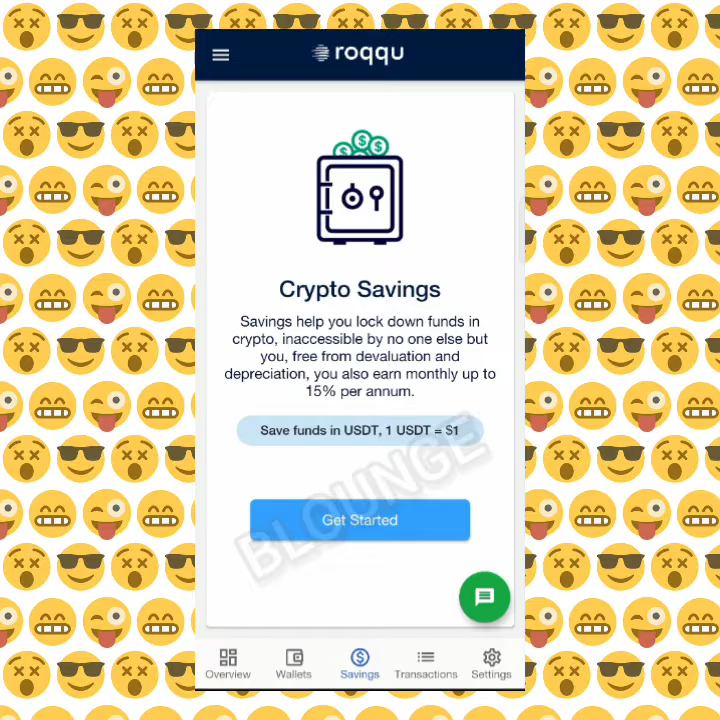 roqqu
Crypto Savings
Savings help you lock down funds in
crypto, inaccessible by no one else but
you, free from devaluation and
depreciation, you also earn monthly up to
15% per annum.
Save funds in USDT, 1 USDT = $1
BLOUNGE
Get Started
Overview Wallets Savings Transactions Settings